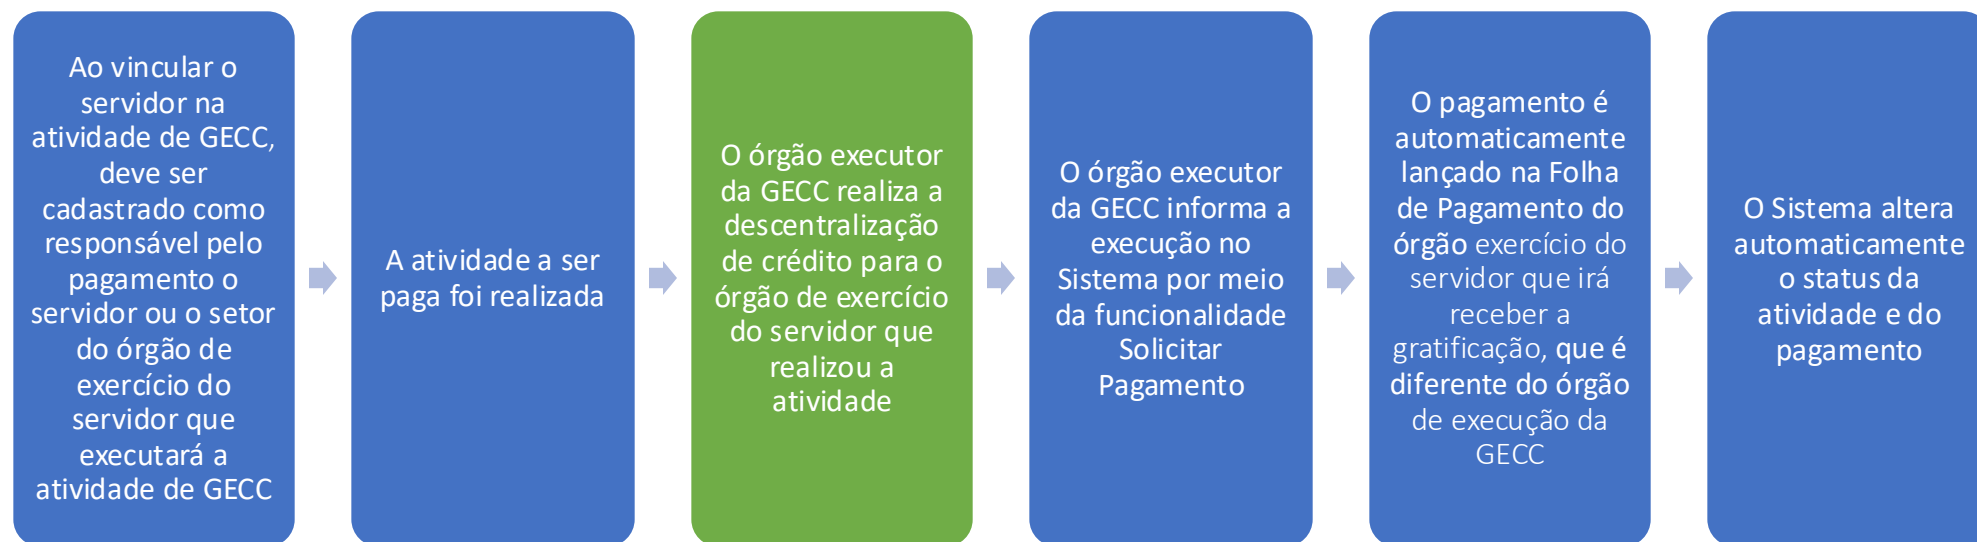 Ao vincular o
servidor na
atividade de GECC,
deve ser
cadastrado como
responsável pelo
pagamento o
servidor ou o setor
do órgão de
exercício do
servidor que
executará a
atividade de GECC
A atividade a ser
paga foi realizada
O órgão executor
da GECC realiza a
descentralização
de crédito para o
órgão de exercício
do servidor que
realizou a
atividade
O órgão executor
da GECC informa a
execução no
Sistema por meio
da funcionalidade
Solicitar
Pagamento
O pagamento é
automaticamente
lançado na Folha
de Pagamento do
órgão exercício do
servidor que irá
receber a
gratificação, que é
diferente do órgão
de execução da
GECC
O Sistema altera
automaticamente
o status da
atividade e do
pagamento